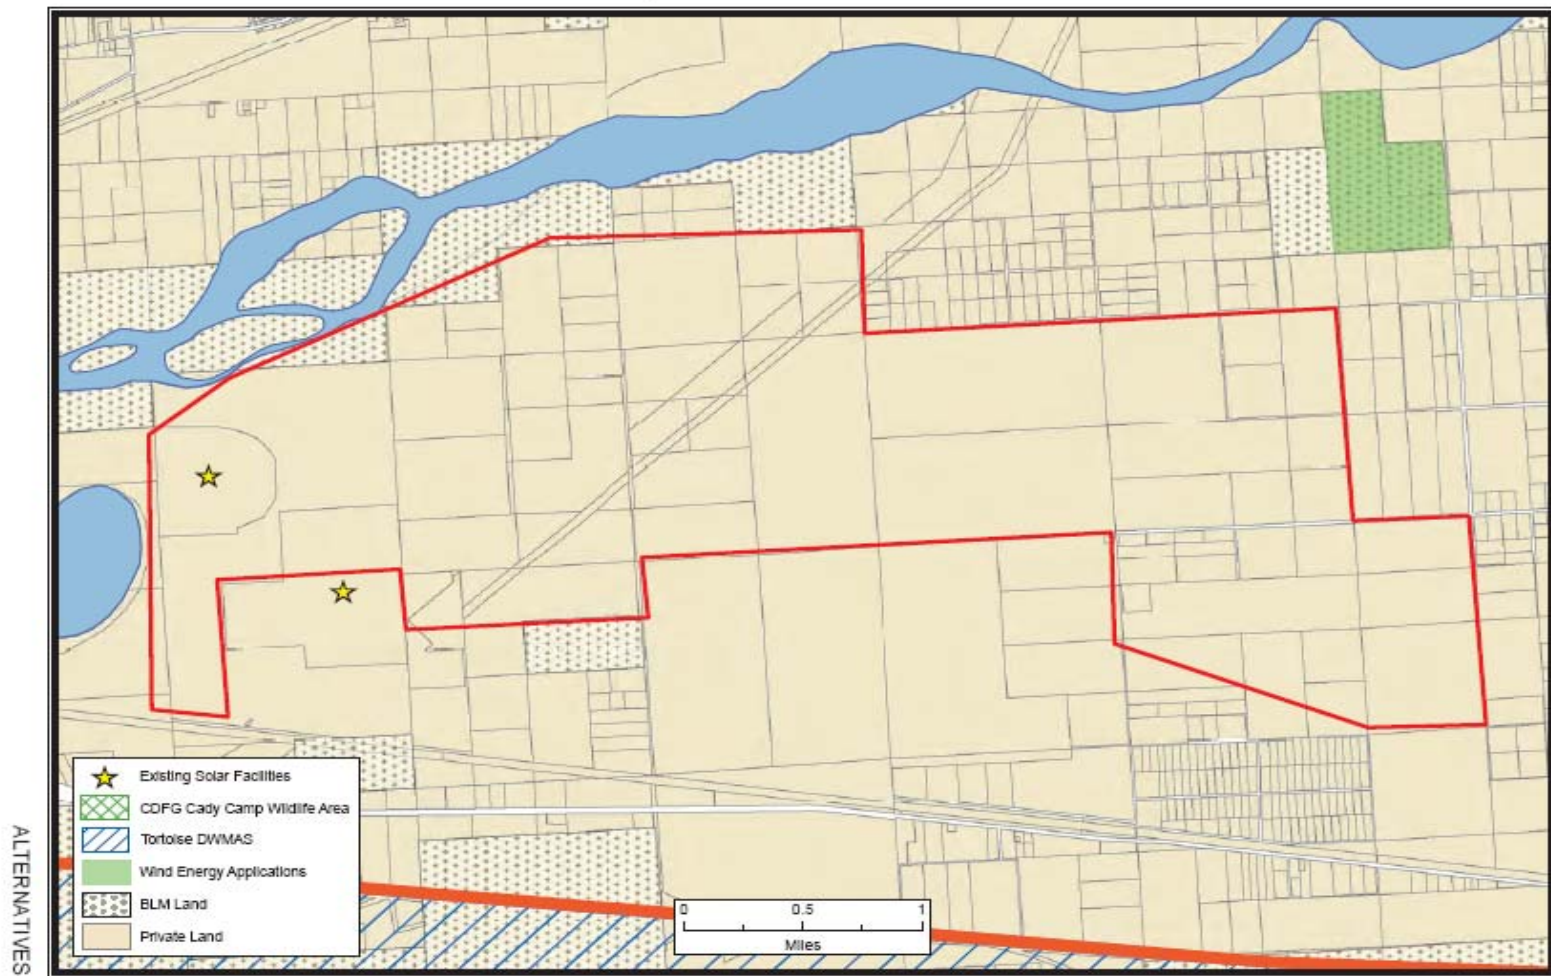 Existing Solar Facilities
CDFG Cady Camp Wildlife Area
Tortoise DWMAS
Wind Energy Applications
BLM Land
Private Land
0 0.5 1
Miles
ALTERNATIVES